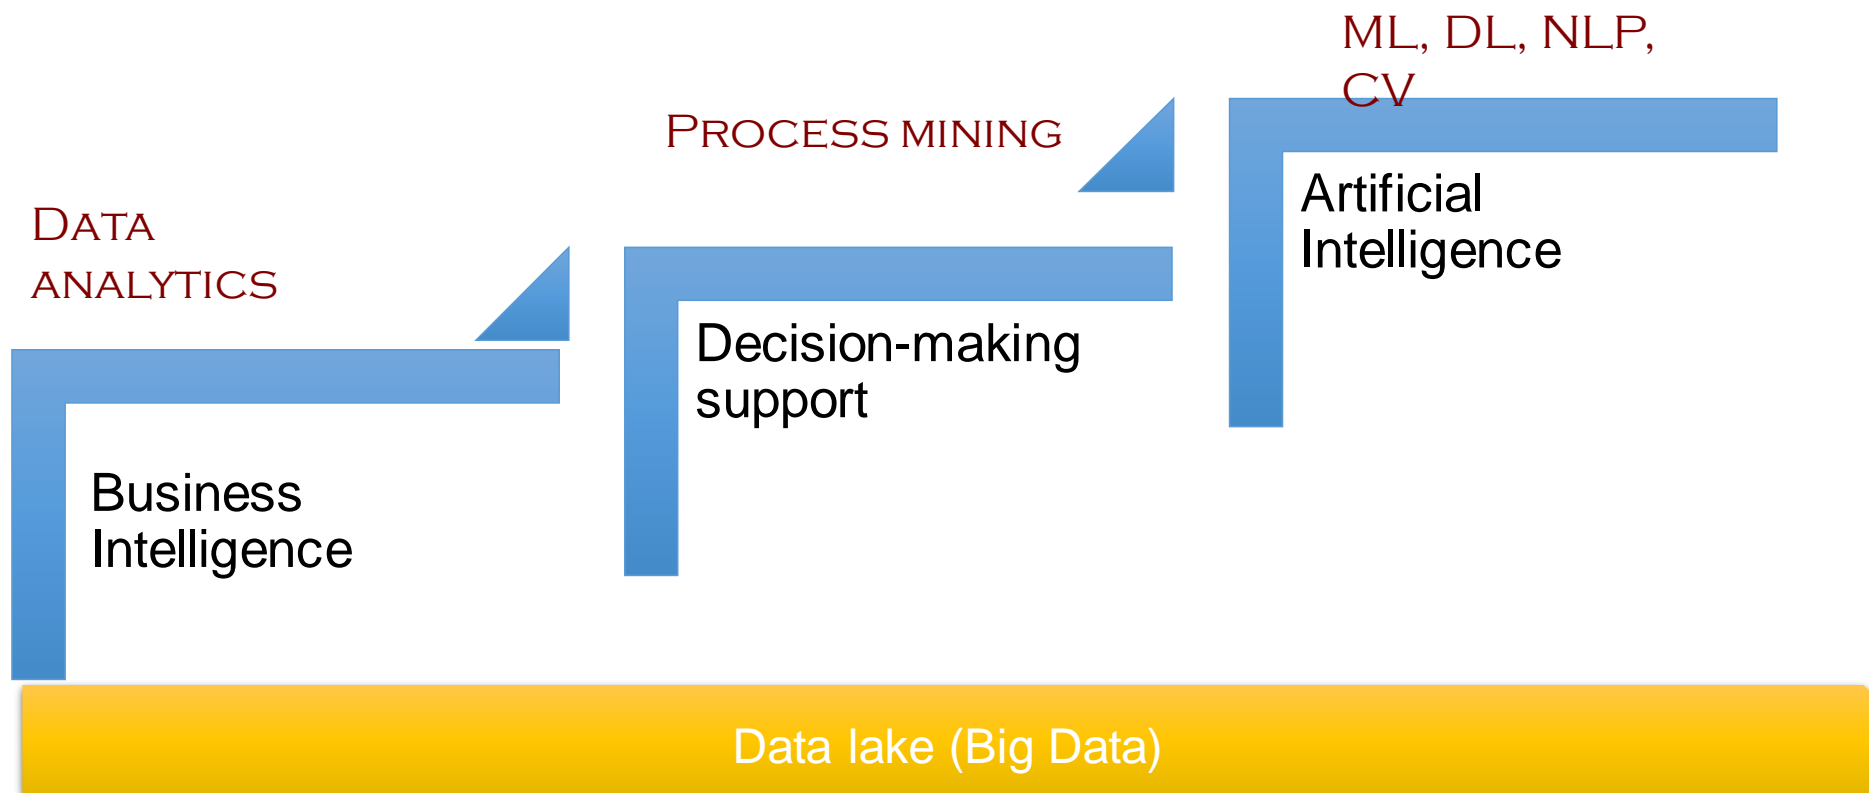 Data
analytics
Business
Intelligence
Process mining
Decision-making
support
ML, DL, NLP,
CV
Artificial
Intelligence
Data lake (Big Data)